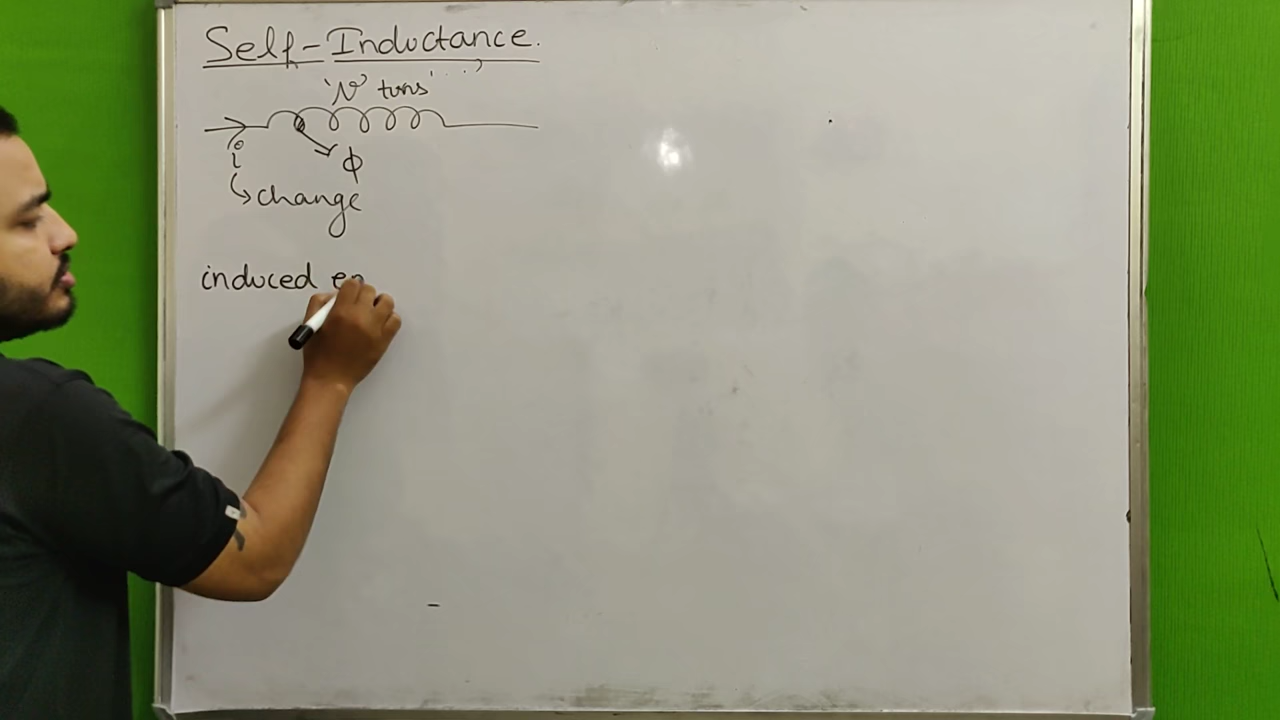 Self-Inductance.
'N' turns
i
ϕ
↳ change
induced e